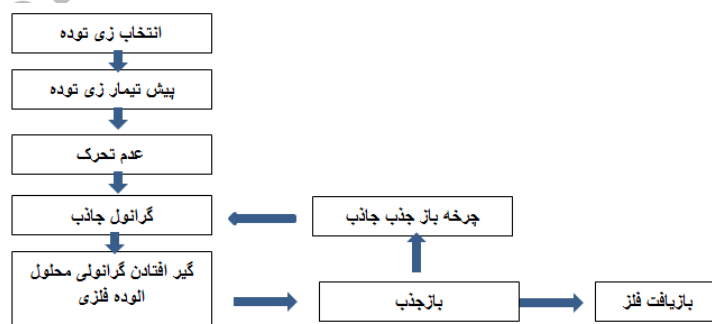 انتخاب زی توده
پیش تیمار زی توده
عدم تحرک
گرانول جاذب
چرخه باز جذب جاذب
گیر افتادن گرانولی محلول
الوده فلزی
بازجذب
بازیافت فلز